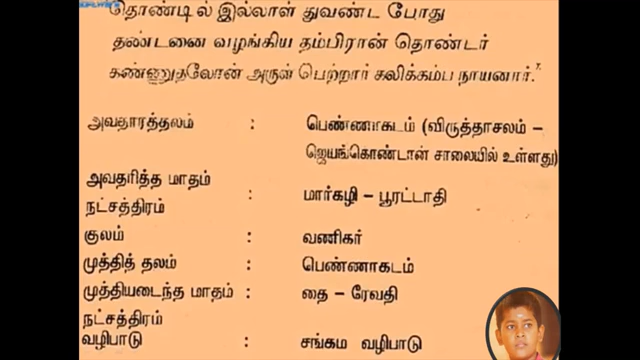 தொண்டில் இல்லாள் துவண்ட போது
தண்டனை வழங்கிய தம்பிரான் தொண்டர்
கண்ணுதலோன் அருள் பெற்றார் கலிக்கம்ப நாயனார்.
அவதாரத்தலம் : பெண்ணாகடம் (விருத்தாசலம் –
ஜெயங்கொண்டான் சாலையில் உள்ளது)
அவதரித்த மாதம்
நட்சத்திரம் : மார்கழி – பூரட்டாதி
குலம் : வணிகர்
முத்தித் தலம் : பெண்ணாகடம்
முத்தியடைந்த மாதம் : தை – ரேவதி
நட்சத்திரம்
வழிபாடு : சங்கம வழிபாடு